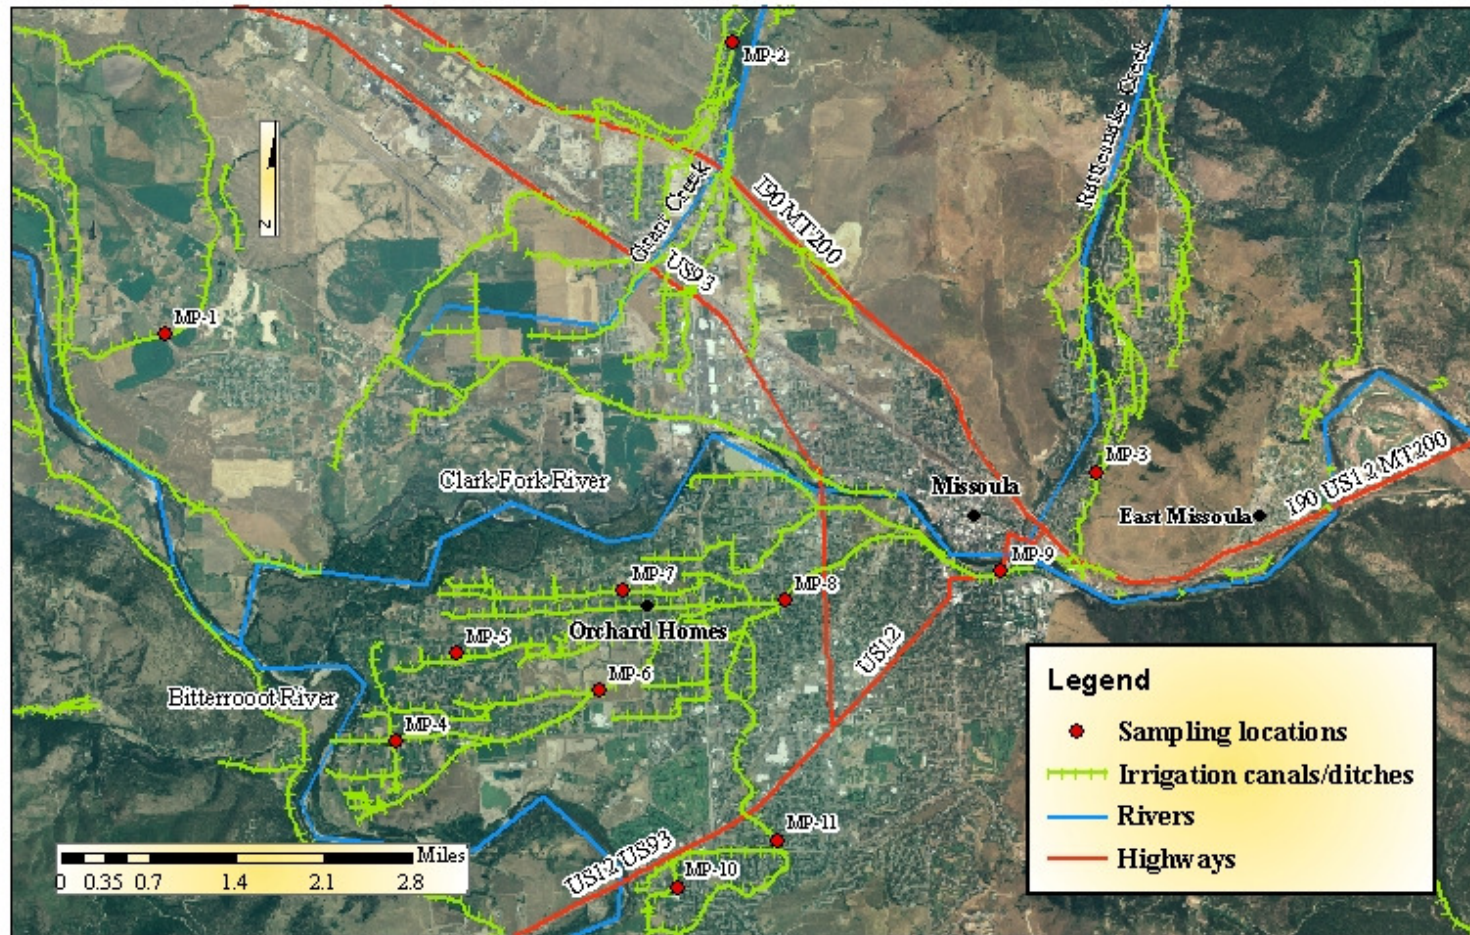 MP-2
Rattlesnake Creek
Grant Creek
I90 MT200
US93
MP-1
Clark Fork River
MP-3
Missoula
East Missoula
I90 US12 MT200
MP-9
MP-7
MP-8
Orchard Homes
MP-5
US12
MP-6
Bitterrooot River
MP-4
MP-11
US12 US93
MP-10
N
Miles
0 0.35 0.7 1.4 2.1 2.8
Legend
Sampling locations
Irrigation canals/ditches
Rivers
Highways